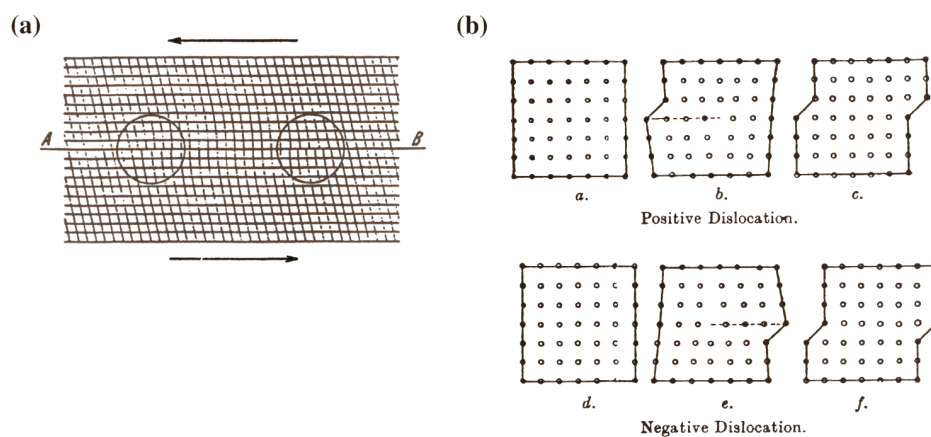 (a)
A B
(b)
a. b. c.
Positive Dislocation.
d. e. f.
Negative Dislocation.